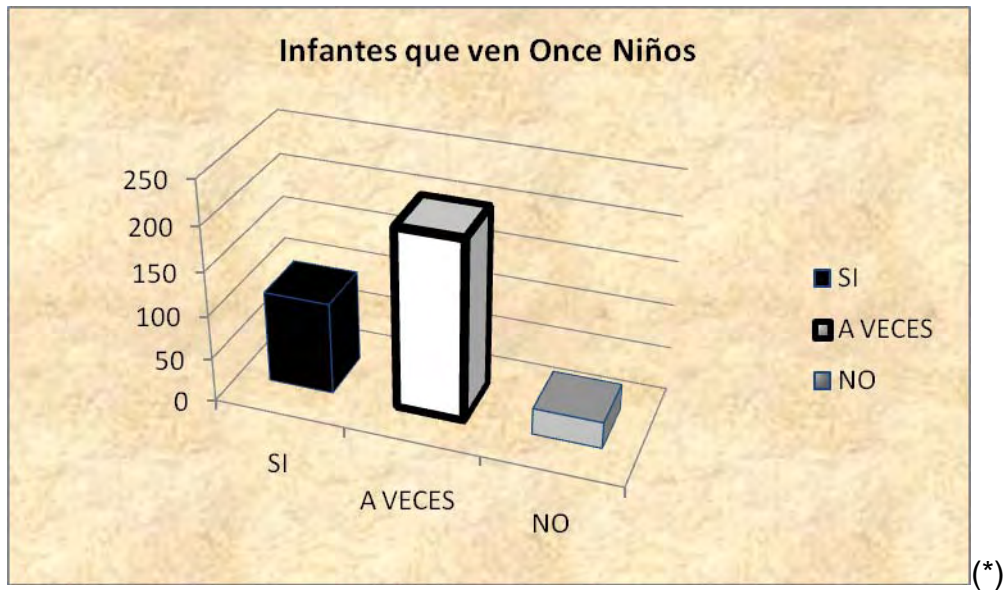 Infantes que ven Once Niños
250
200
150
100
50
0
SI
A VECES
NO
SI
A VECES
NO
(*)